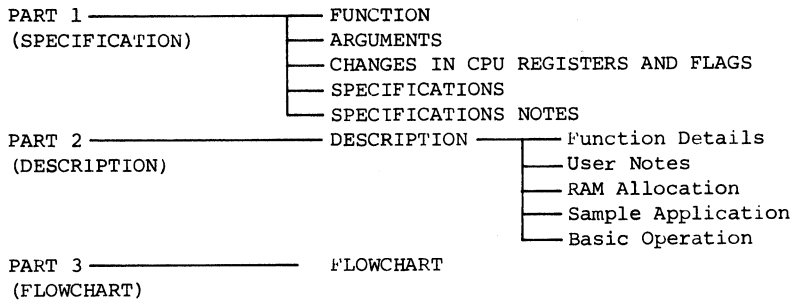 PART 1 FUNCTION
(SPECIFICATION) ARGUMENTS
CHANGES IN CPU REGISTERS AND FLAGS
SPECIFICATIONS
SPECIFICATIONS NOTES
PART 2 DESCRIPTION Function Details
(DESCRIPTION) User Notes
RAM Allocation
Sample Application
Basic Operation
PART 3 FLOWCHART
(FLOWCHART)